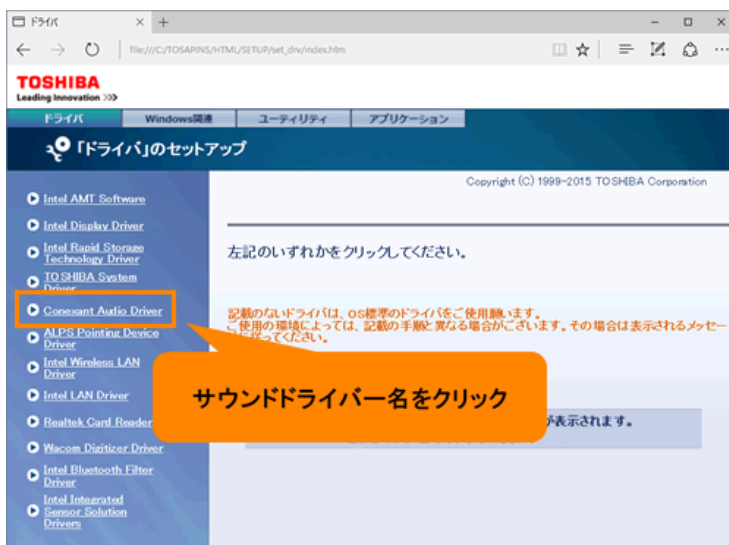 ドライバ
file:///C:/TOSAPINS/HTML/SETUP/set_drv/index.htm
TOSHIBA
Leading Innovation >>>
ドライバ Windows関連 ユーティリティ アプリケーション
「ドライバ」のセットアップ
Copyright (C) 1999-2015 TOSHIBA Corporation
Intel AMT Software
Intel Display Driver
Intel Rapid Storage
Technology Driver
TOSHIBA System
Driver
Conexant Audio Driver
ALPS Pointing Device
Driver
Intel Wireless LAN
Driver
Intel LAN Driver
Realtek Card Reader
Wacom Digitizer Driver
Intel Bluetooth Filter
Driver
Intel Integrated
Sensor Solution
Drivers
左記のいずれかをクリックしてください。
記載のないドライバは、OS標準のドライバをご使用願います。
ご使用の環境によっては、記載の手順と異なる場合がございます。その場合は表示されるメッセー
ってください。
サウンドドライバー名をクリック
が表示されます。